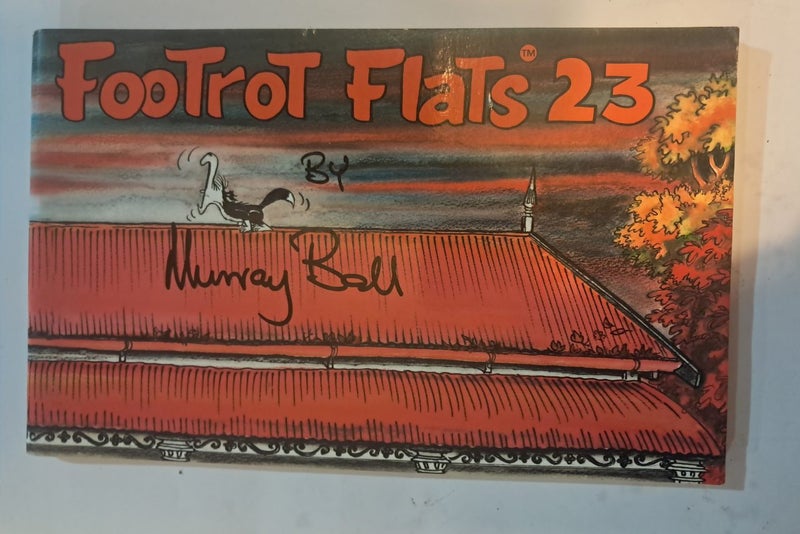 FooTroT FlaTs™ 23
BY
Murray Ball